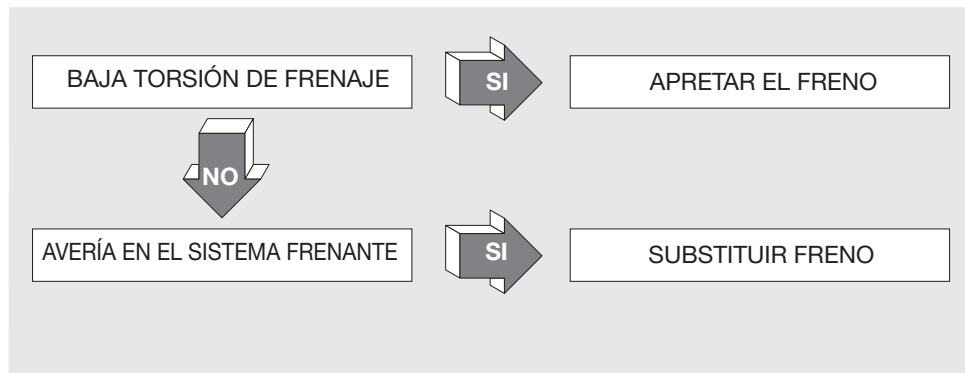 BAJA TORSIÓN DE FRENAJE
SI
APRETAR EL FRENO
NO
AVERÍA EN EL SISTEMA FRENANTE
SI
SUBSTITUIR FRENO